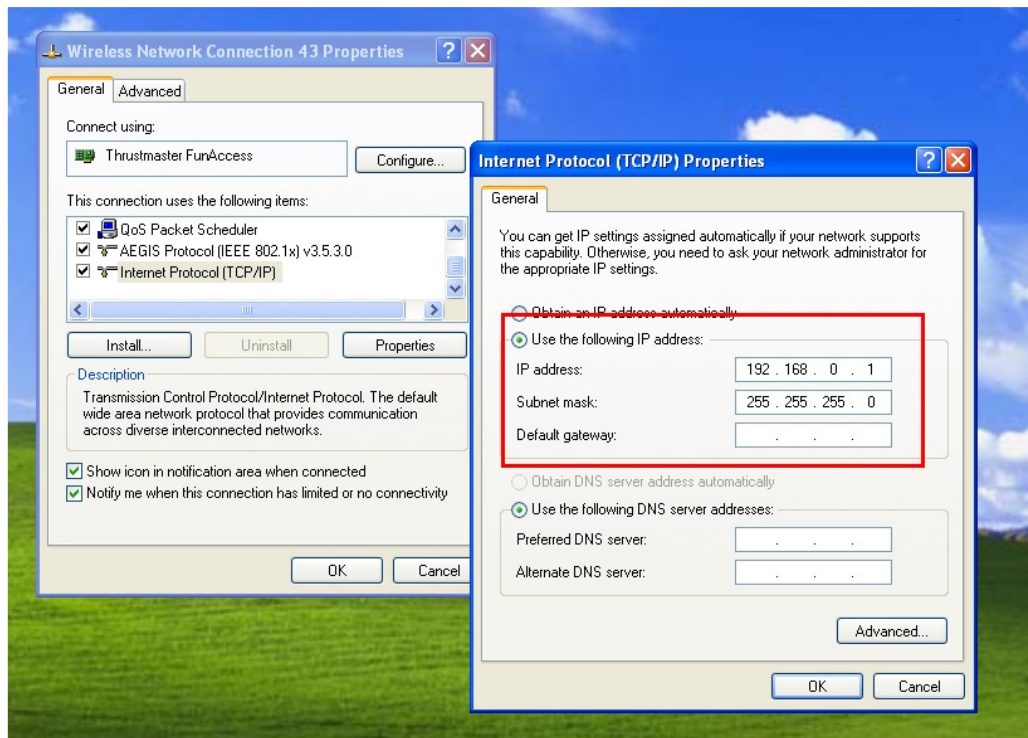 Wireless Network Connection 43 Properties
General
Advanced
Connect using:
Thrustmaster FunAccess
Configure...
This connection uses the following items:
QoS Packet Scheduler
AEGIS Protocol (IEEE 802.1x) v3.5.3.0
Internet Protocol (TCP/IP)
Install...
Uninstall
Properties
Description
Transmission Control Protocol/Internet Protocol. The default
wide area network protocol that provides communication
across diverse interconnected networks.
Show icon in notification area when connected
Notify me when this connection has limited or no connectivity
OK
Cancel
Internet Protocol (TCP/IP) Properties
General
You can get IP settings assigned automatically if your network supports
this capability. Otherwise, you need to ask your network administrator for
the appropriate IP settings.
Obtain an IP address automatically
Use the following IP address:
IP address: 192 . 168 . 0 . 1
Subnet mask: 255 . 255 . 255 . 0
Default gateway: . . .
Obtain DNS server address automatically
Use the following DNS server addresses:
Preferred DNS server: . . .
Alternate DNS server: . . .
Advanced...
OK
Cancel